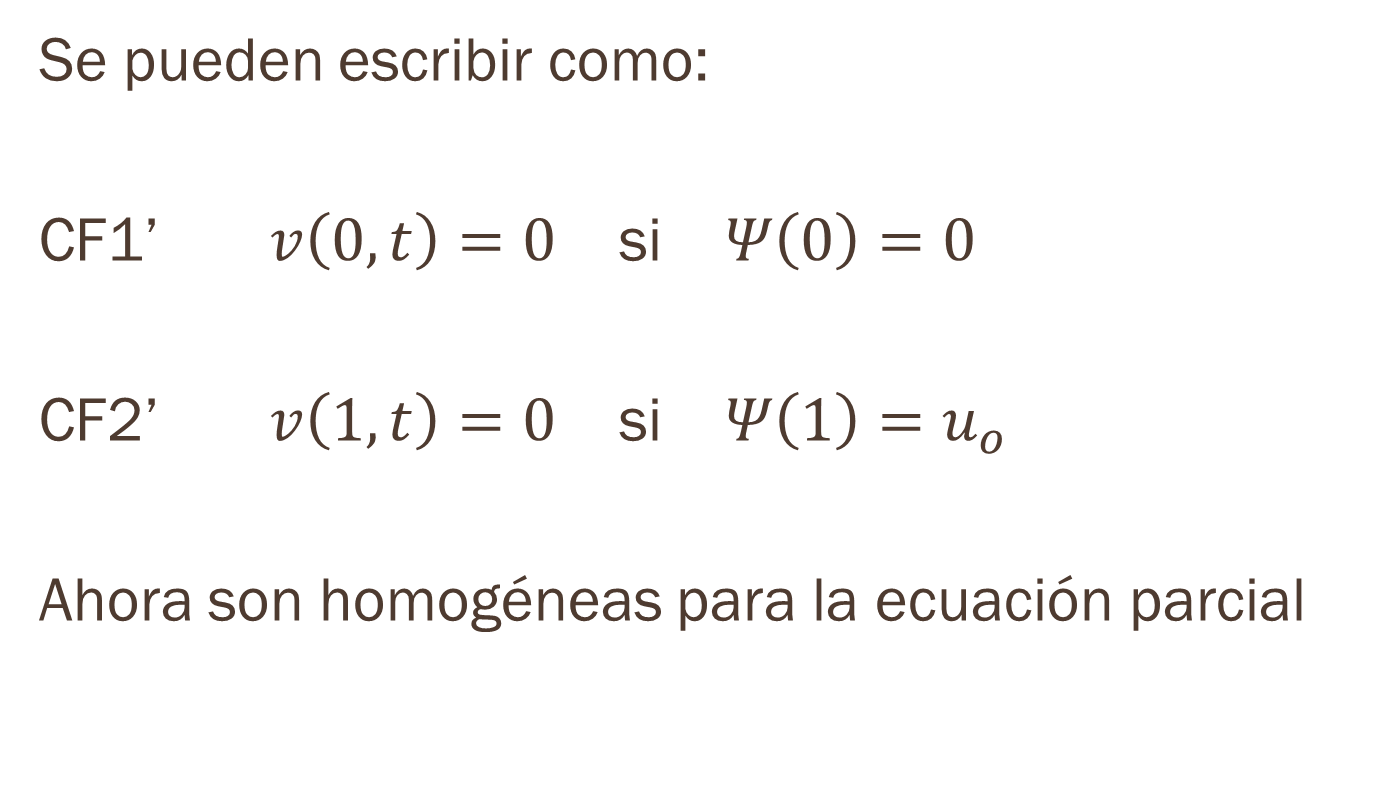 Se pueden escribir como:
CF1’ 𝑣(0, 𝑡) = 0 si 𝛹(0) = 0
CF2’ 𝑣(1, 𝑡) = 0 si 𝛹(1) = 𝑢ₒ
Ahora son homogéneas para la ecuación parcial